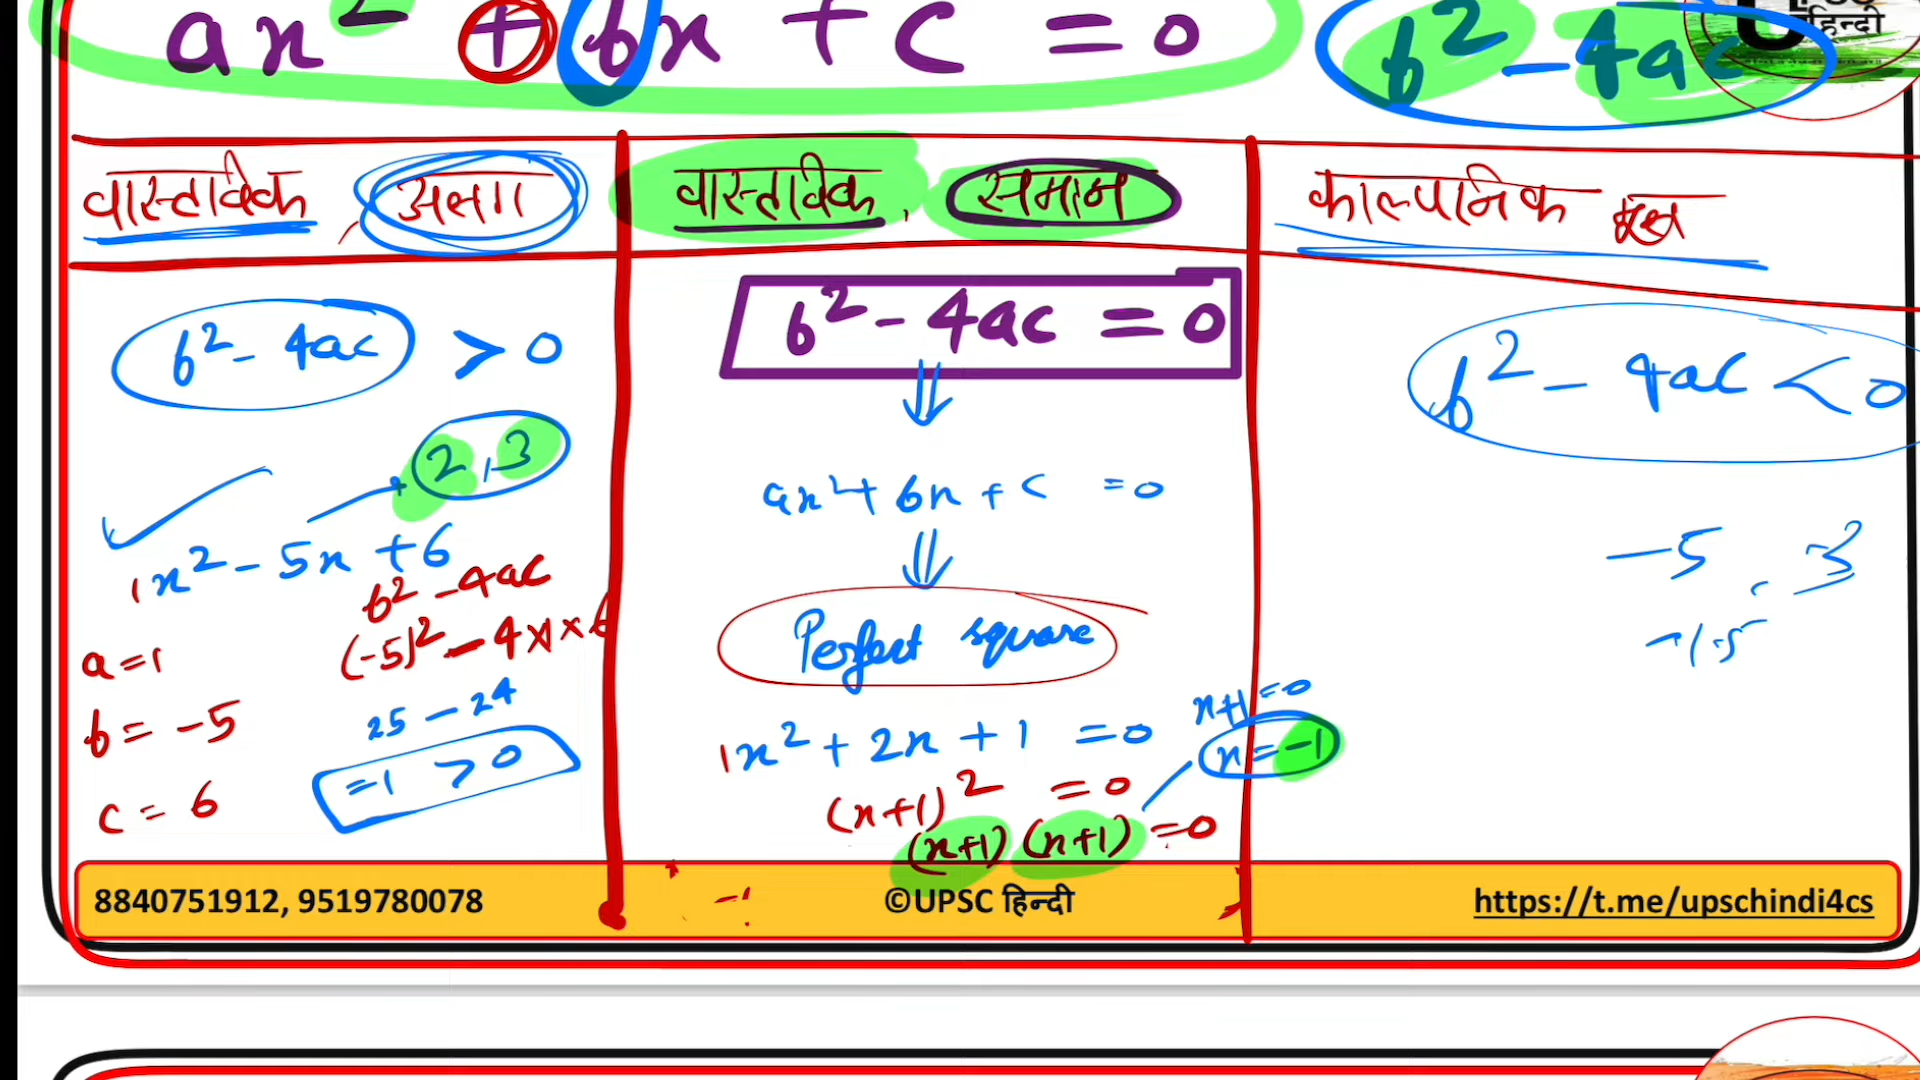 ax² + bx + c = 0
b² - 4ac
हिन्दी
वास्तविक, अलग
वास्तविक, समान
काल्पनिक
b² - 4ac > 0
b² - 4ac = 0
b² - 4ac < 0
2, 3
ax² + bx + c = 0
1x² - 5x + 6
b² - 4ac
-5, 3
a = 1
(-5)² - 4×1×6
Perfect square
b = -5
25 - 24
1x² + 2x + 1 = 0
x+1 = 0
x = -1
c = 6
= 1 > 0
(x+1)² = 0
(x+1) (x+1) = 0
8840751912, 9519780078
©UPSC हिन्दी
https://t.me/upschindi4cs